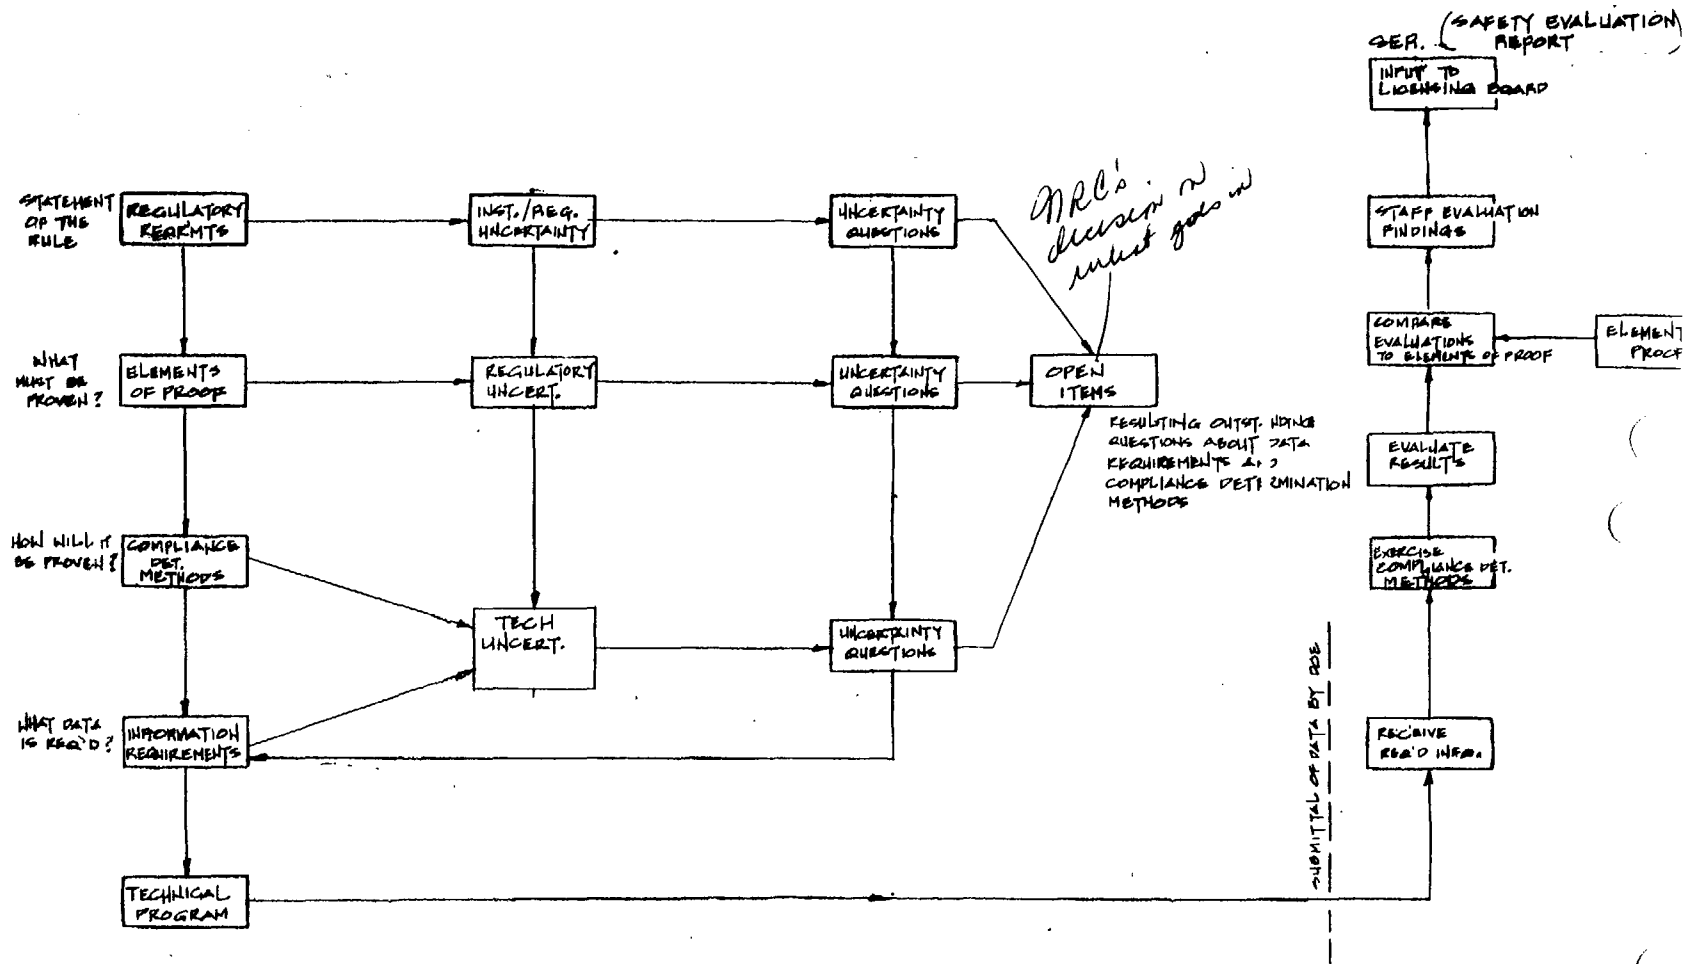 (SAFETY EVALUATION
SER. REPORT)
INPUT TO
LICENSING BOARD
STATEMENT
OF THE
RULE
REGULATORY
REQRMTS
INST./REG.
UNCERTAINTY
UNCERTAINTY
QUESTIONS
NRC's
decision on
what goes in
STAFF EVALUATION
FINDINGS
WHAT
MUST BE
PROVEN?
ELEMENTS
OF PROOF
REGULATORY
UNCERT.
UNCERTAINTY
QUESTIONS
OPEN
ITEMS
COMPARE
EVALUATIONS
TO ELEMENTS OF PROOF
ELEMENT
PROOF
RESULTING OUTST NDING
QUESTIONS ABOUT DATA
REQUIREMENTS
COMPLIANCE DETERMINATION
METHODS
EVALUATE
RESULTS
HOW WILL IT
BE PROVEN?
COMPLIANCE
DET.
METHODS
EXERCISE
COMPLIANCE DET.
METHODS
TECH
UNCERT.
UNCERTAINTY
QUESTIONS
WHAT DATA
IS REQ'D?
INFORMATION
REQUIREMENTS
SUBMITTAL OF DATA BY DOE
RECEIVE
REQ'D INFO.
TECHNICAL
PROGRAM